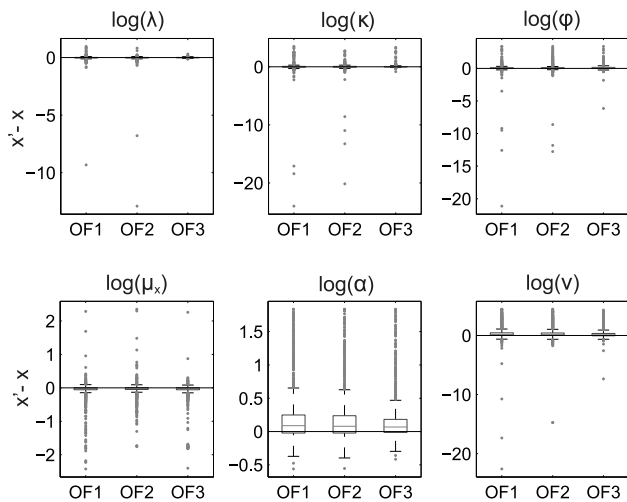 log(λ) log(κ) log(φ)
x'- x
0
−5
−10
OF1 OF2 OF3
0
−10
−20
OF1 OF2 OF3
0
−5
−10
−15
−20
OF1 OF2 OF3
log(μx) log(α) log(v)
x'- x
2
1
0
−1
−2
OF1 OF2 OF3
1.5
1
0.5
0
−0.5
OF1 OF2 OF3
0
−10
−20
OF1 OF2 OF3